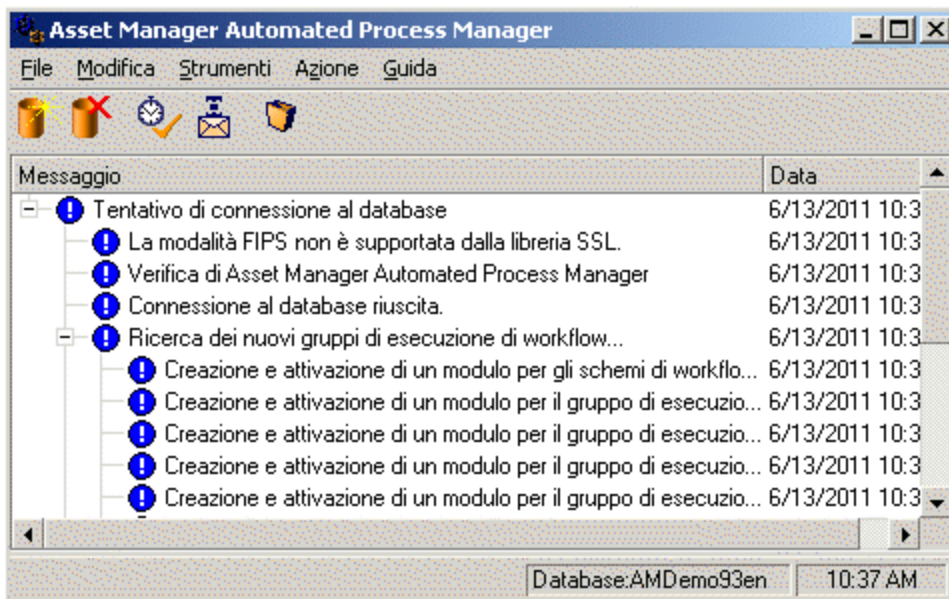 Asset Manager Automated Process Manager
File Modifica Strumenti Azione Guida
Messaggio Data
Tentativo di connessione al database 6/13/2011 10:3
La modalità FIPS non è supportata dalla libreria SSL. 6/13/2011 10:3
Verifica di Asset Manager Automated Process Manager 6/13/2011 10:3
Connessione al database riuscita. 6/13/2011 10:3
Ricerca dei nuovi gruppi di esecuzione di workflow... 6/13/2011 10:3
Creazione e attivazione di un modulo per gli schemi di workflo... 6/13/2011 10:3
Creazione e attivazione di un modulo per il gruppo di esecuzio... 6/13/2011 10:3
Creazione e attivazione di un modulo per il gruppo di esecuzio... 6/13/2011 10:3
Creazione e attivazione di un modulo per il gruppo di esecuzio... 6/13/2011 10:3
Creazione e attivazione di un modulo per il gruppo di esecuzio... 6/13/2011 10:3
Database:AMDemo93en 10:37 AM